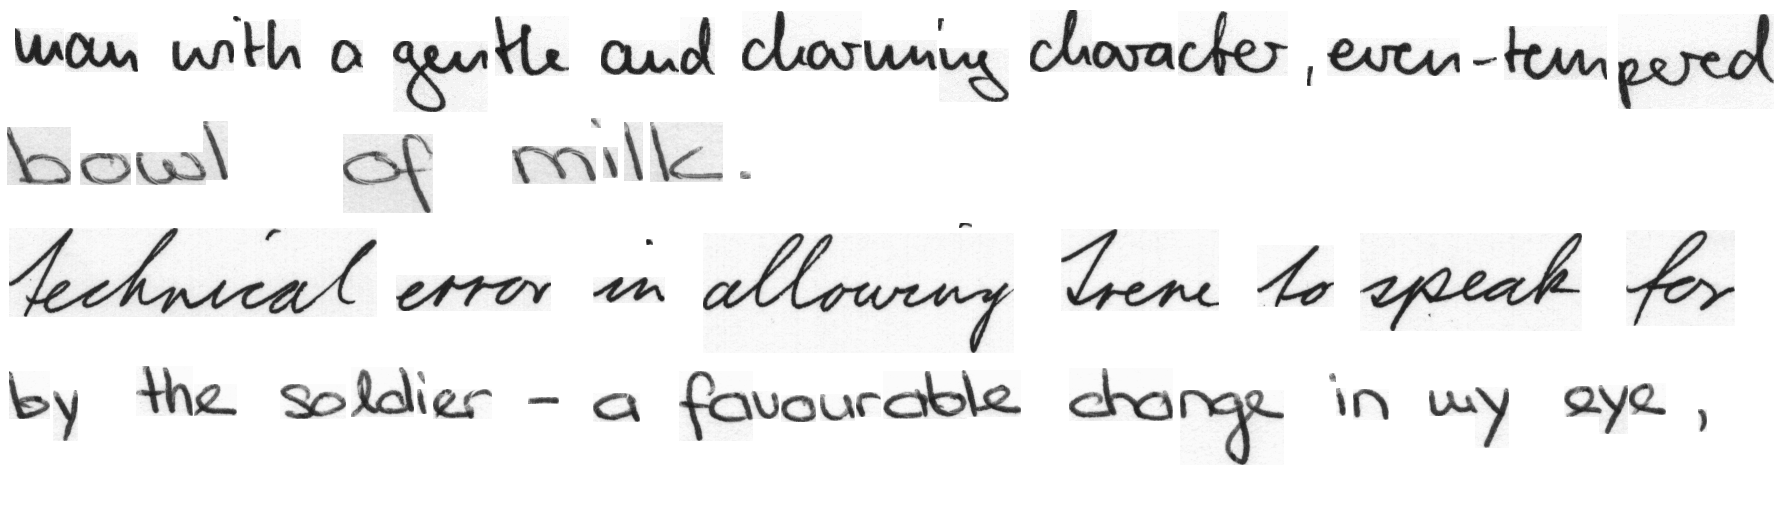 man with a gentle and charming character, even-tempered
bowl of milk.
technical error in allowing Irene to speak for
by the soldier - a favourable change in my eye,